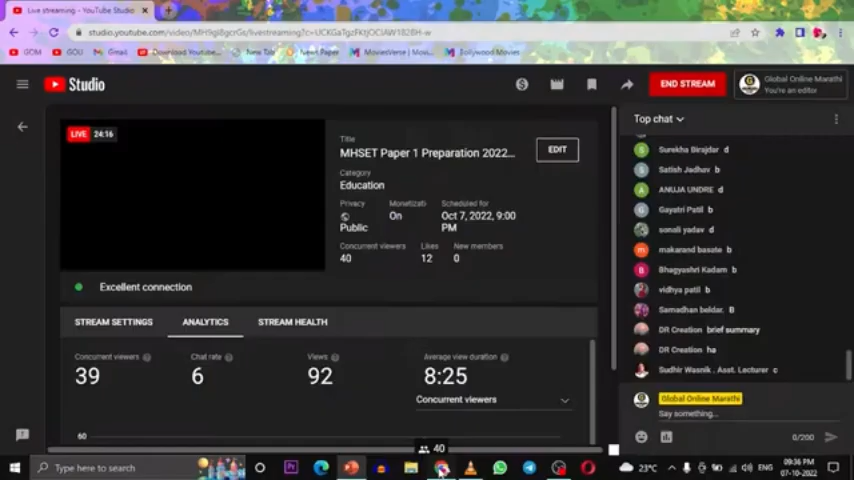 Live streaming - YouTube Studio
studio.youtube.com/video/
GOM
GOU
Gmail
Download Youtube...
New Tab
News Paper
MoviesVerse | Movi...
Bollywood Movies
Studio
END STREAM
Global Online Marathi
You're an editor
LIVE 24:16
Title
MHSET Paper 1 Preparation 2022...
EDIT
Category
Education
Privacy
Public
Monetizati
On
Scheduled for
Oct 7, 2022, 9:00
PM
Concurrent viewers
40
Likes
12
New members
0
Excellent connection
STREAM SETTINGS
ANALYTICS
STREAM HEALTH
Concurrent viewers
39
Chat rate
6
Views
92
Average view duration
8:25
Concurrent viewers
60
40
Top chat
Surekha Birajdar d
Satish Jadhav b
ANUJA UNDRE d
Gayatri Patil b
sonali yadav d
makarand basate b
Bhagyashri Kadam b
vidhya patil b
Samadhan beldar. B
DR Creation brief summary
DR Creation ha
Sudhir Wasnik . Asst. Lecturer c
Global Online Marathi
Say something...
0/200
Type here to search
23°C
ENG
09:36 PM
07-10-2022